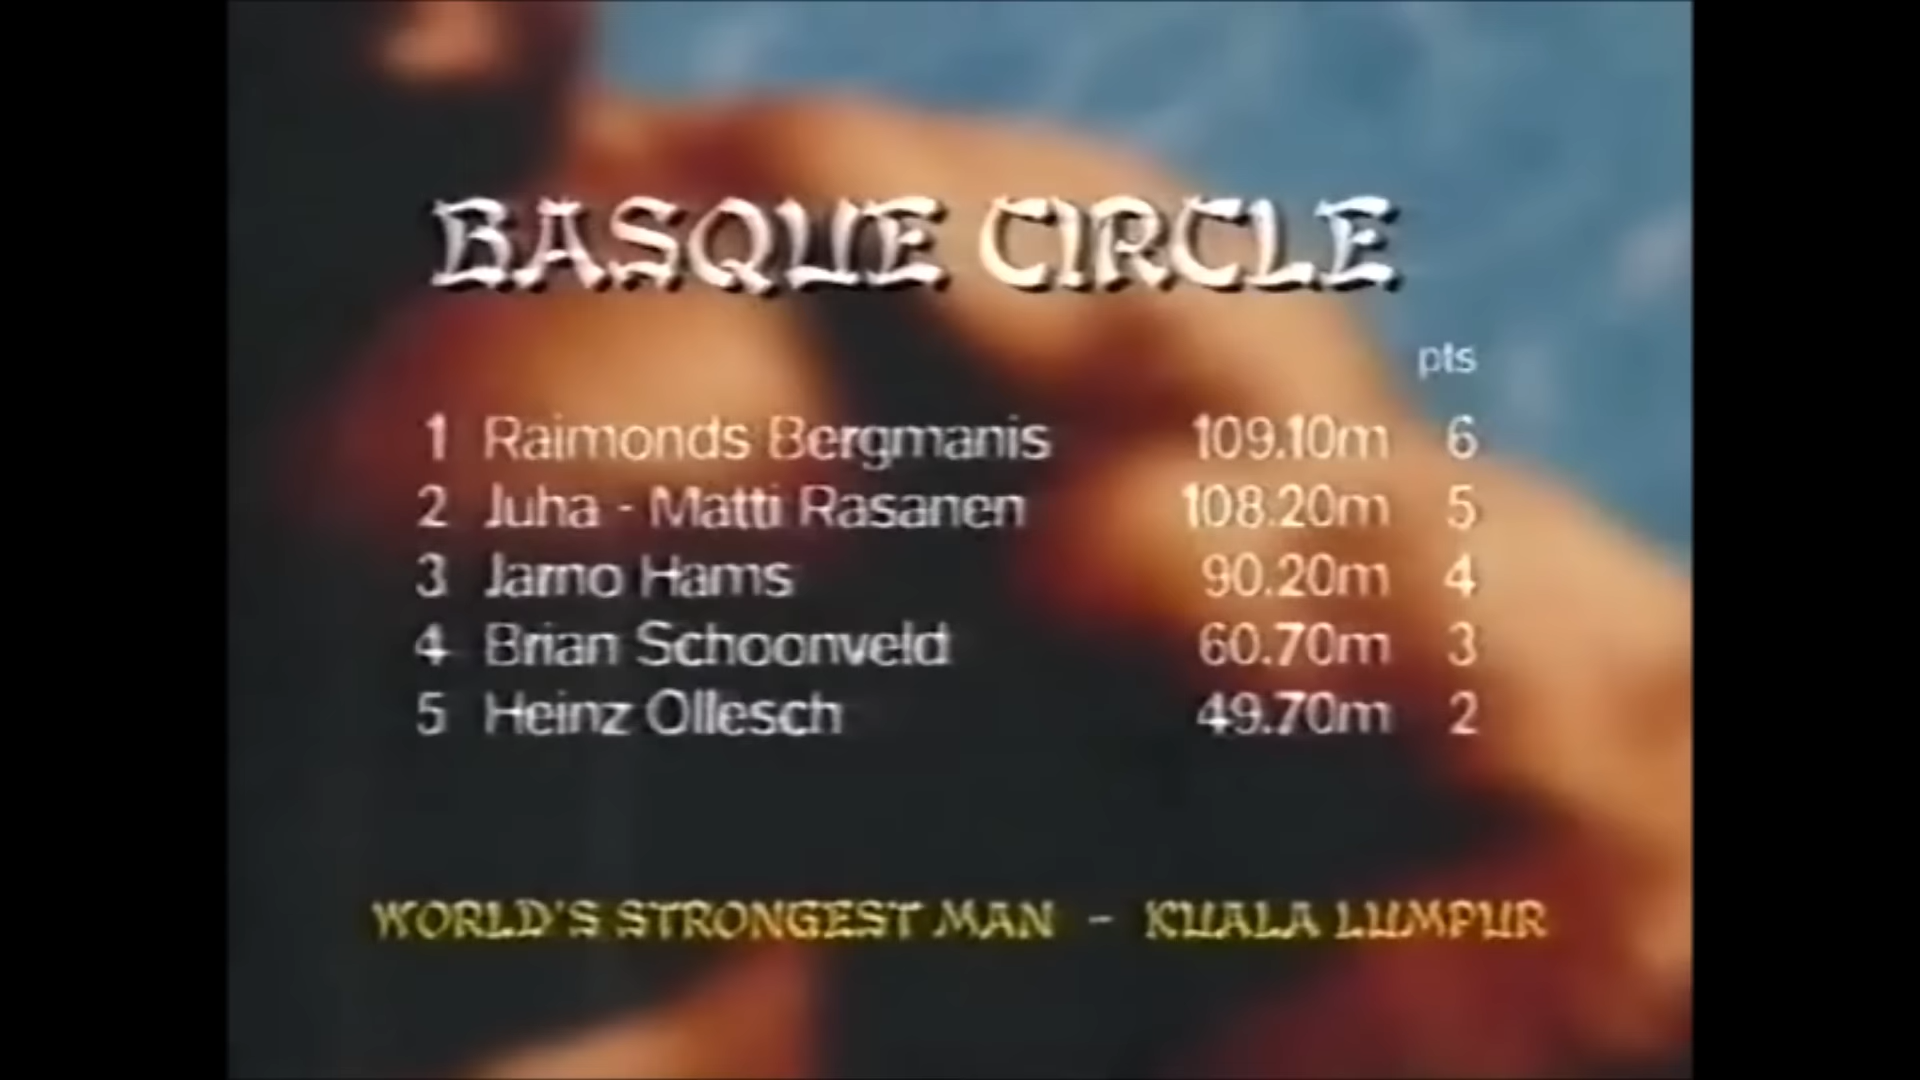 BASQUE CIRCLE
pts
1 Raimonds Bergmanis 109.10m 6
2 Juha - Matti Rasanen 108.20m 5
3 Jarno Hams 90.20m 4
4 Brian Schoonveld 60.70m 3
5 Heinz Ollesch 49.70m 2
WORLD'S STRONGEST MAN - KUALA LUMPUR